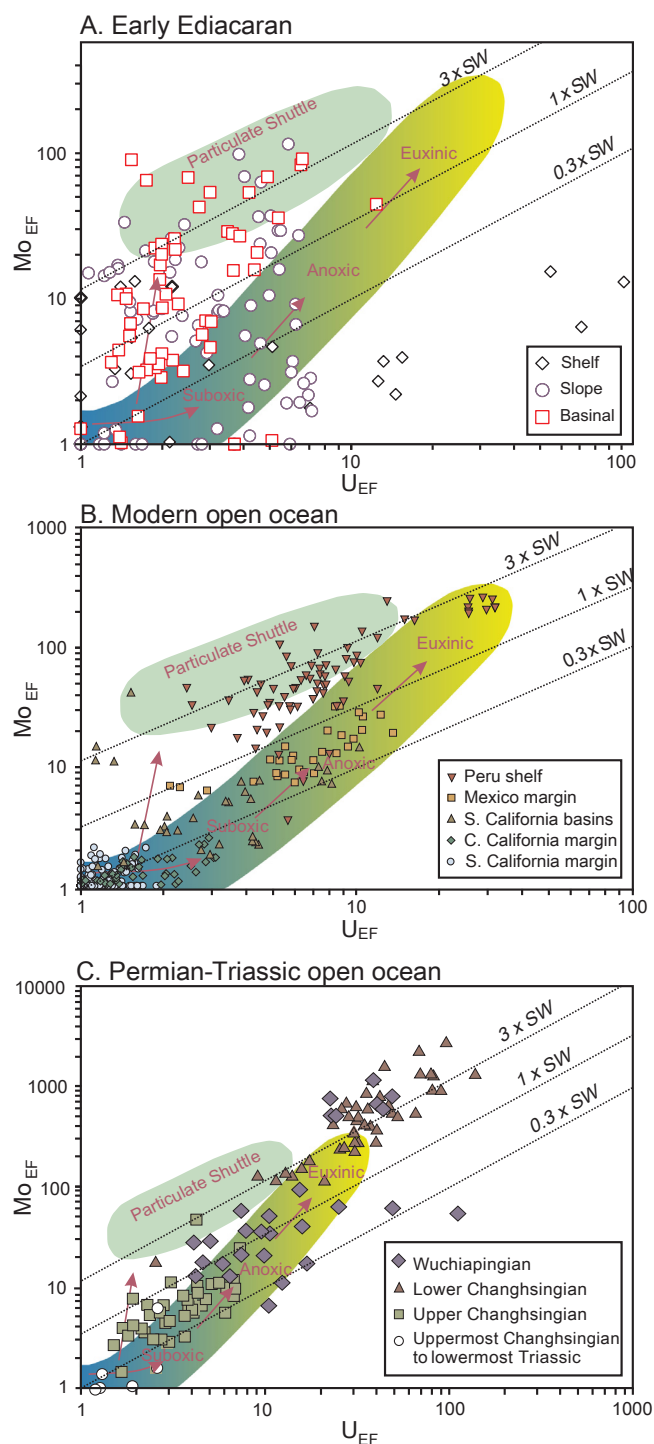 A. Early Ediacaran
3 x SW
1 x SW
0.3 x SW
Particulate Shuttle
Euxinic
Anoxic
Suboxic
100
10
1
Mo EF
1
10
100
UEF
Shelf
Slope
Basinal
B. Modern open ocean
1000
100
10
1
Mo EF
3 x SW
1 x SW
0.3 x SW
Particulate Shuttle
Euxinic
Anoxic
Suboxic
Peru shelf
Mexico margin
S. California basins
C. California margin
S. California margin
1
10
100
UEF
C. Permian-Triassic open ocean
10000
1000
100
10
1
Mo EF
3 x SW
1 x SW
0.3 x SW
Particulate Shuttle
Euxinic
Anoxic
Suboxic
Wuchiapingian
Lower Changhsingian
Upper Changhsingian
Uppermost Changhsingian
to lowermost Triassic
1
10
100
1000
UEF